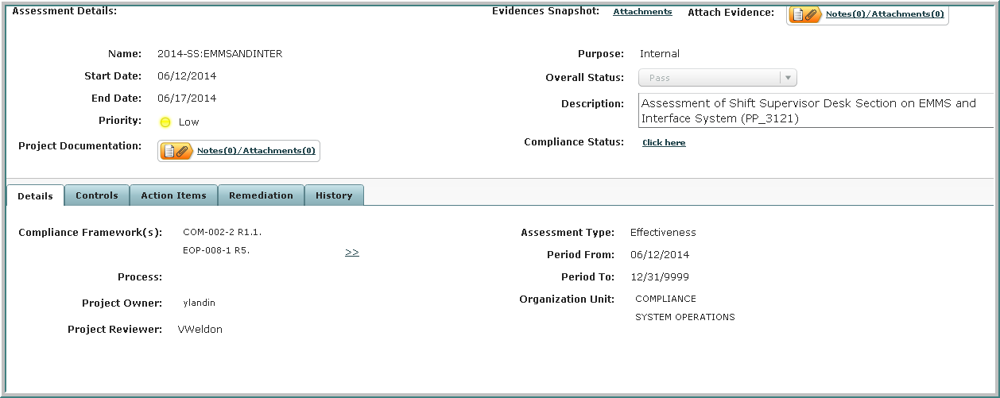 Assessment Details:
Evidences Snapshot: Attachments Attach Evidence: Notes(0)/Attachments(0)
Name: 2014-SS:EMMSANDINTER
Purpose: Internal
Start Date: 06/12/2014
Overall Status: Pass
End Date: 06/17/2014
Description: Assessment of Shift Supervisor Desk Section on EMMS and
Interface System (PP_3121)
Priority: Low
Project Documentation: Notes(0)/Attachments(0)
Compliance Status: Click here
Details Controls Action Items Remediation History
Compliance Framework(s): COM-002-2 R1.1.
EOP-008-1 R5. >>
Process:
Project Owner: ylandin
Project Reviewer: VWeldon
Assessment Type: Effectiveness
Period From: 06/12/2014
Period To: 12/31/9999
Organization Unit: COMPLIANCE
SYSTEM OPERATIONS